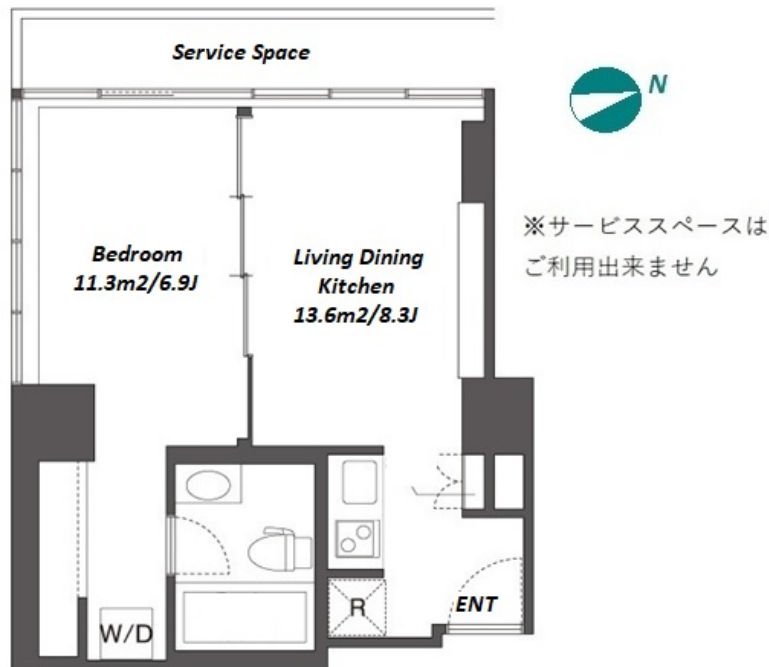 Service Space
N
※サービススペースは
ご利用出来ません
Bedroom
11.3m2/6.9J
Living Dining
Kitchen
13.6m2/8.3J
R
ENT
W/D